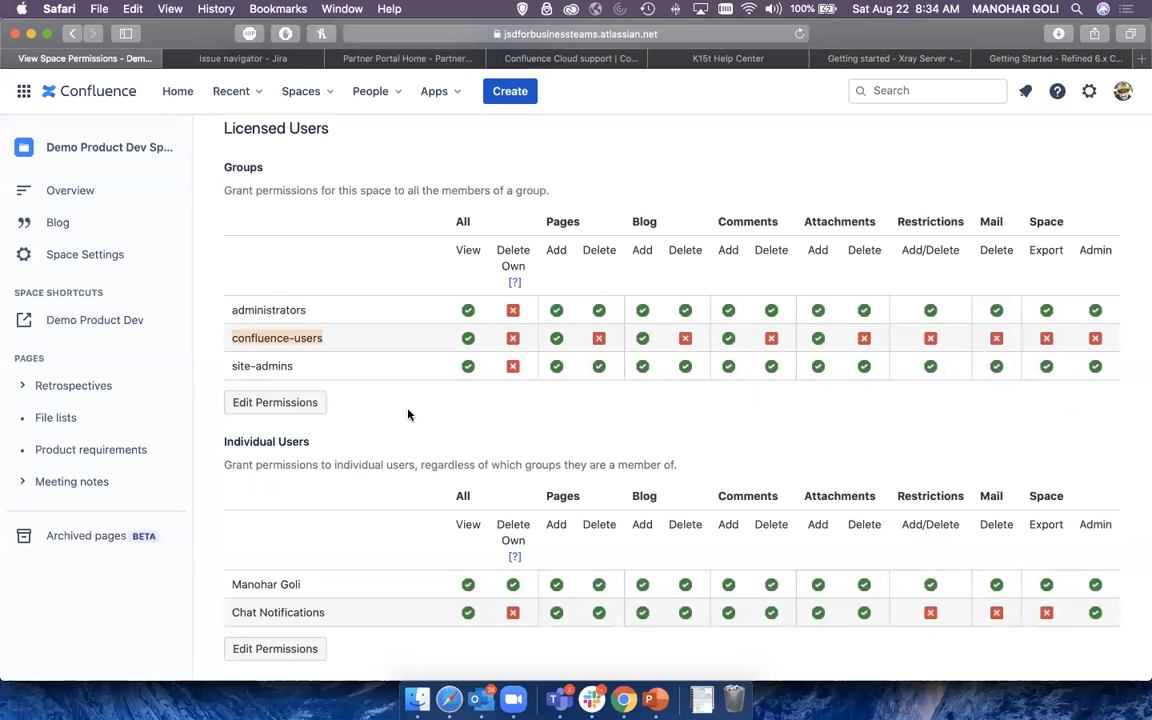 Safari File Edit View History Bookmarks Window Help 100% Sat Aug 22 8:34 AM MANOHAR GOLI
jsdforbusinessteams.atlassian.net
View Space Permissions - Dem... Issue navigator - Jira Partner Portal Home - Partner... Confluence Cloud support | Co... K15t Help Center Getting started - Xray Server +... Getting Started - Refined 6.x C...
Confluence Home Recent Spaces People Apps Create Search
Demo Product Dev Sp...
Overview
Blog
Space Settings
SPACE SHORTCUTS
Demo Product Dev
PAGES
Retrospectives
File lists
Product requirements
Meeting notes
Archived pages BETA
Licensed Users
Groups
Grant permissions for this space to all the members of a group.
All Pages Blog Comments Attachments Restrictions Mail Space
View Delete Own [?] Add Delete Add Delete Add Delete Add Delete Add/Delete Delete Export Admin
administrators
confluence-users
site-admins
Edit Permissions
Individual Users
Grant permissions to individual users, regardless of which groups they are a member of.
All Pages Blog Comments Attachments Restrictions Mail Space
View Delete Own [?] Add Delete Add Delete Add Delete Add Delete Add/Delete Delete Export Admin
Manohar Goli
Chat Notifications
Edit Permissions